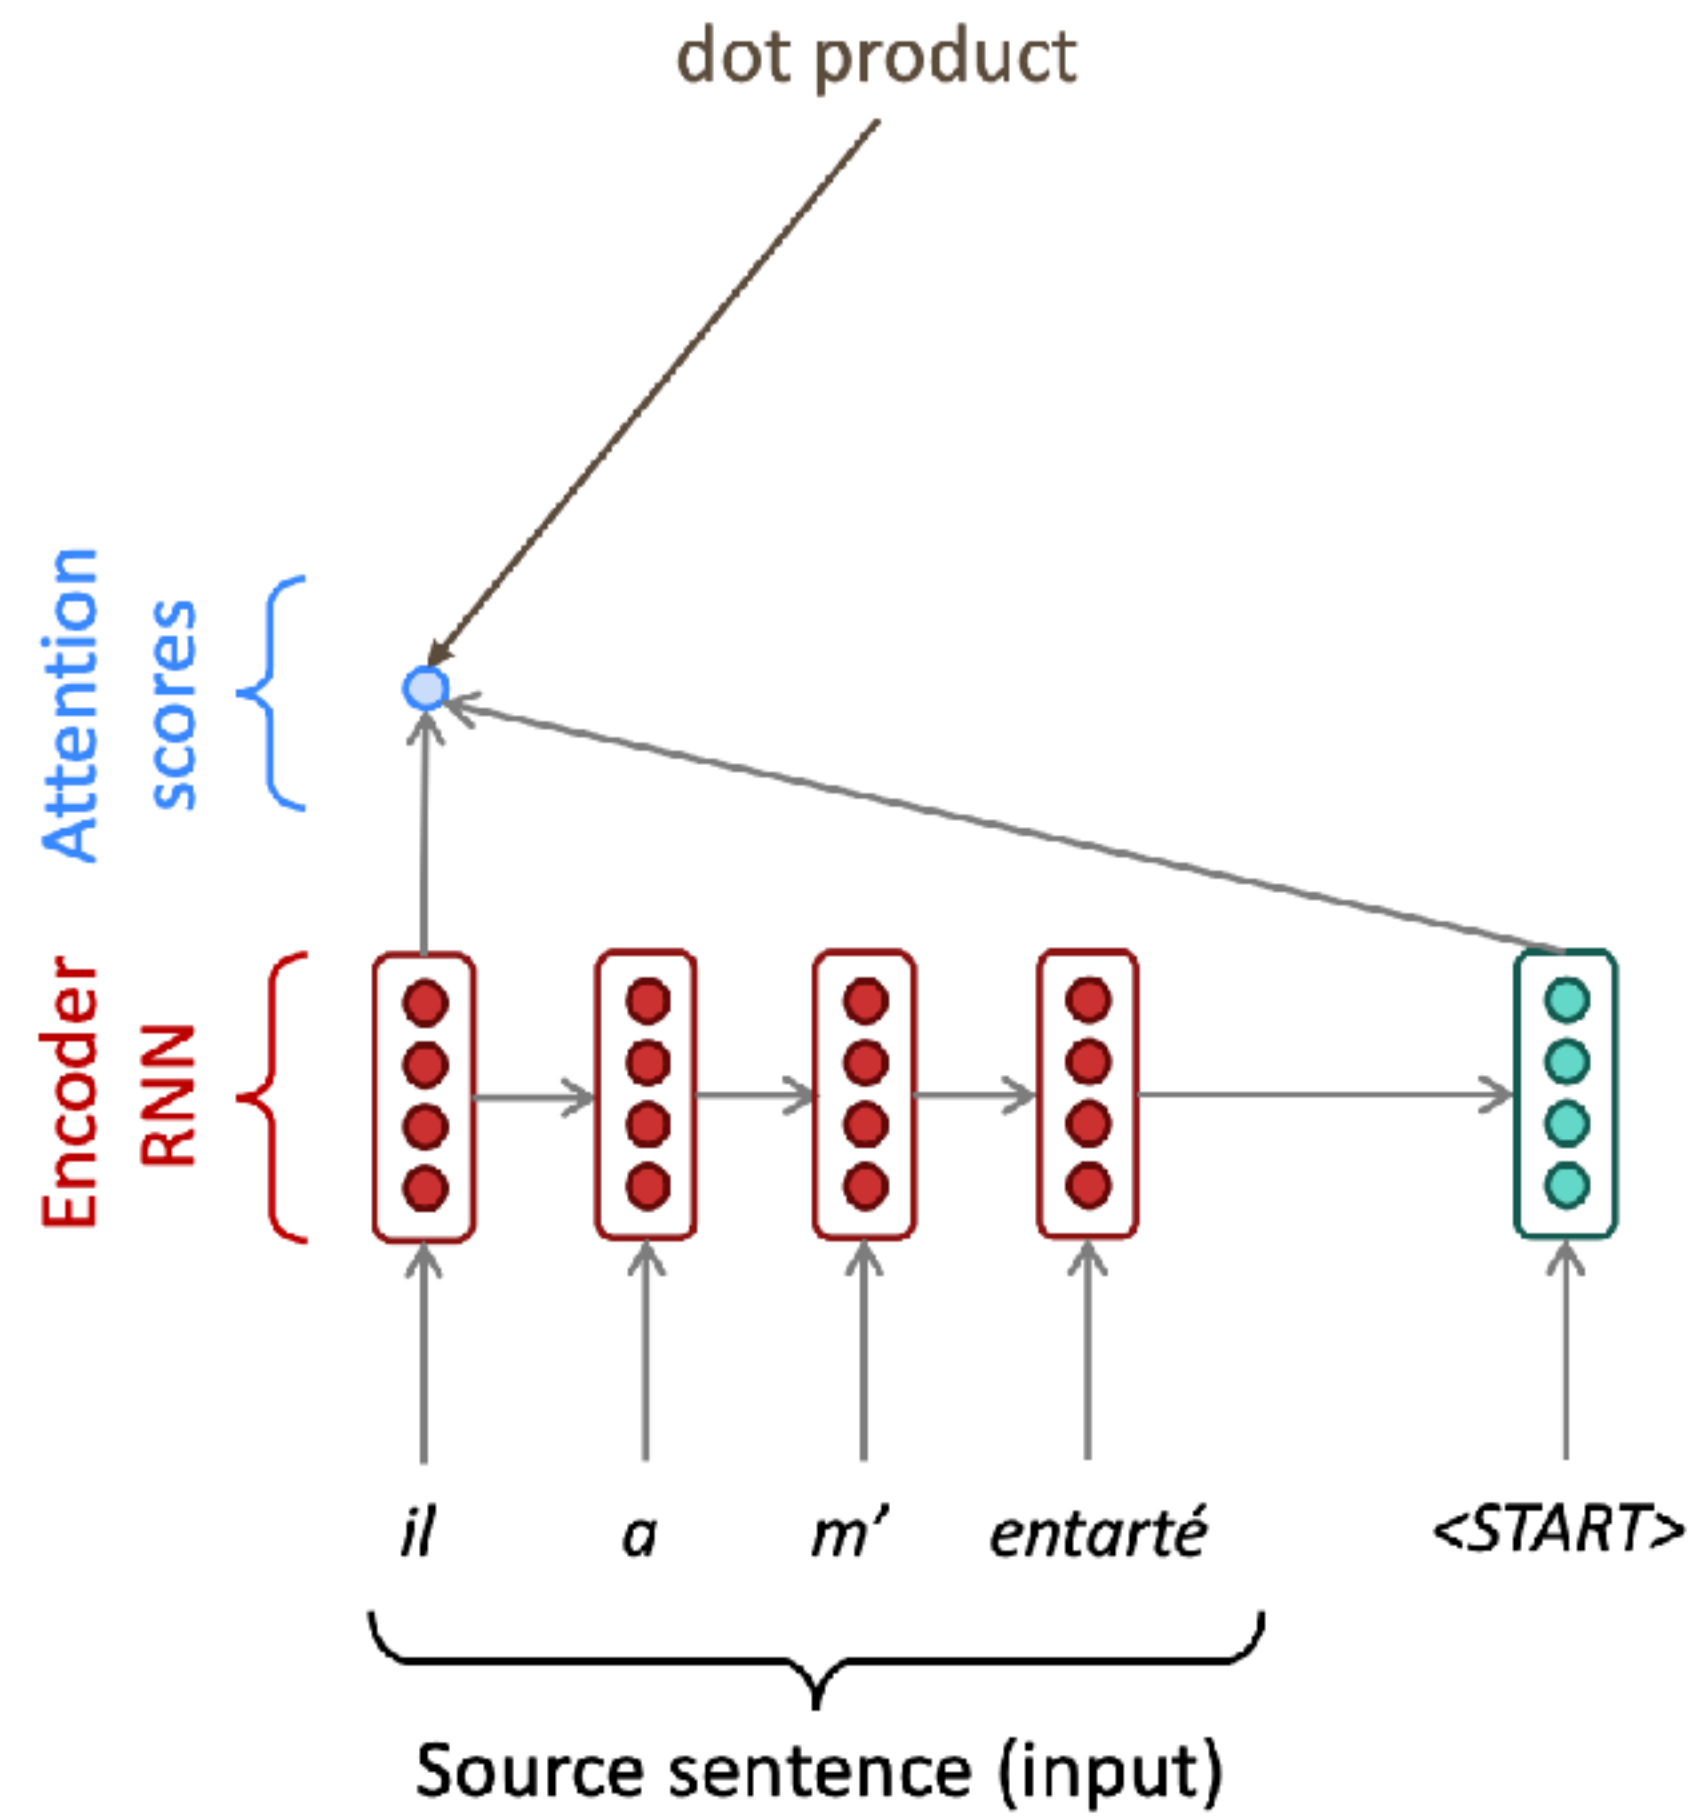 dot product
Attention
scores
Encoder
RNN
il a m’ entarté <START>
Source sentence (input)